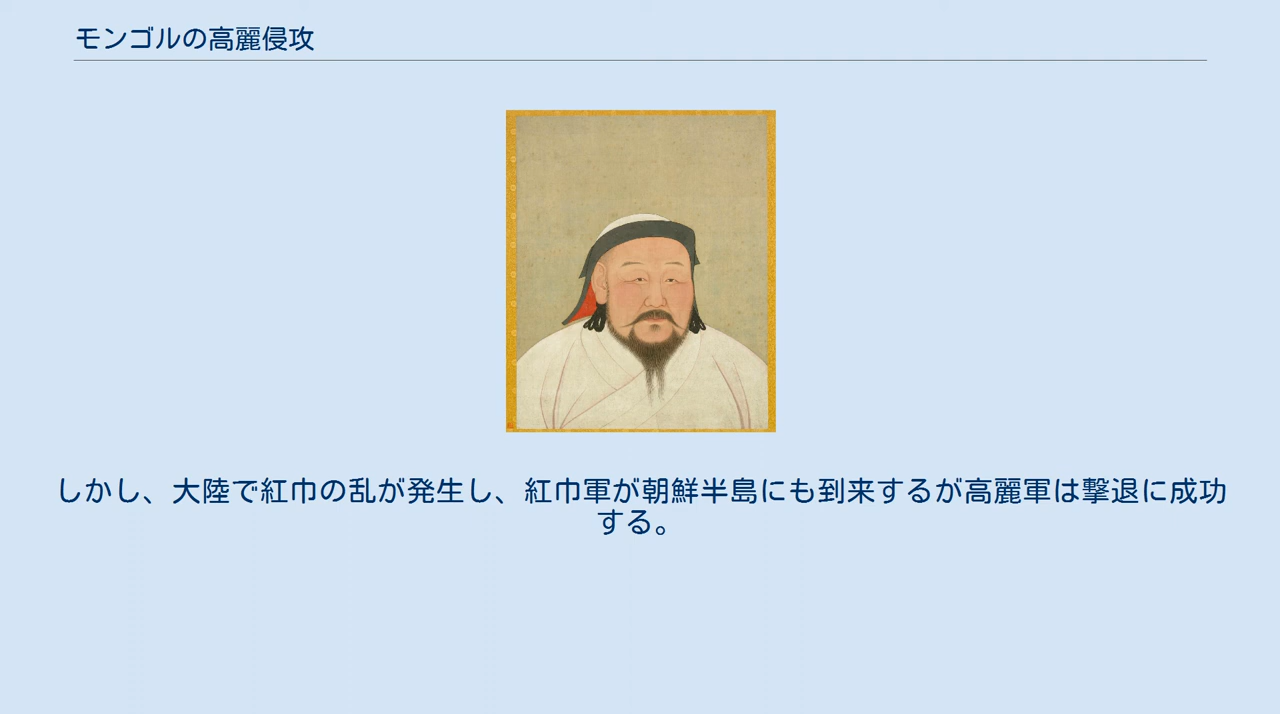 モンゴルの高麗侵攻
しかし、大陸で紅巾の乱が発生し、紅巾軍が朝鮮半島にも到来するが高麗軍は撃退に成功
する。